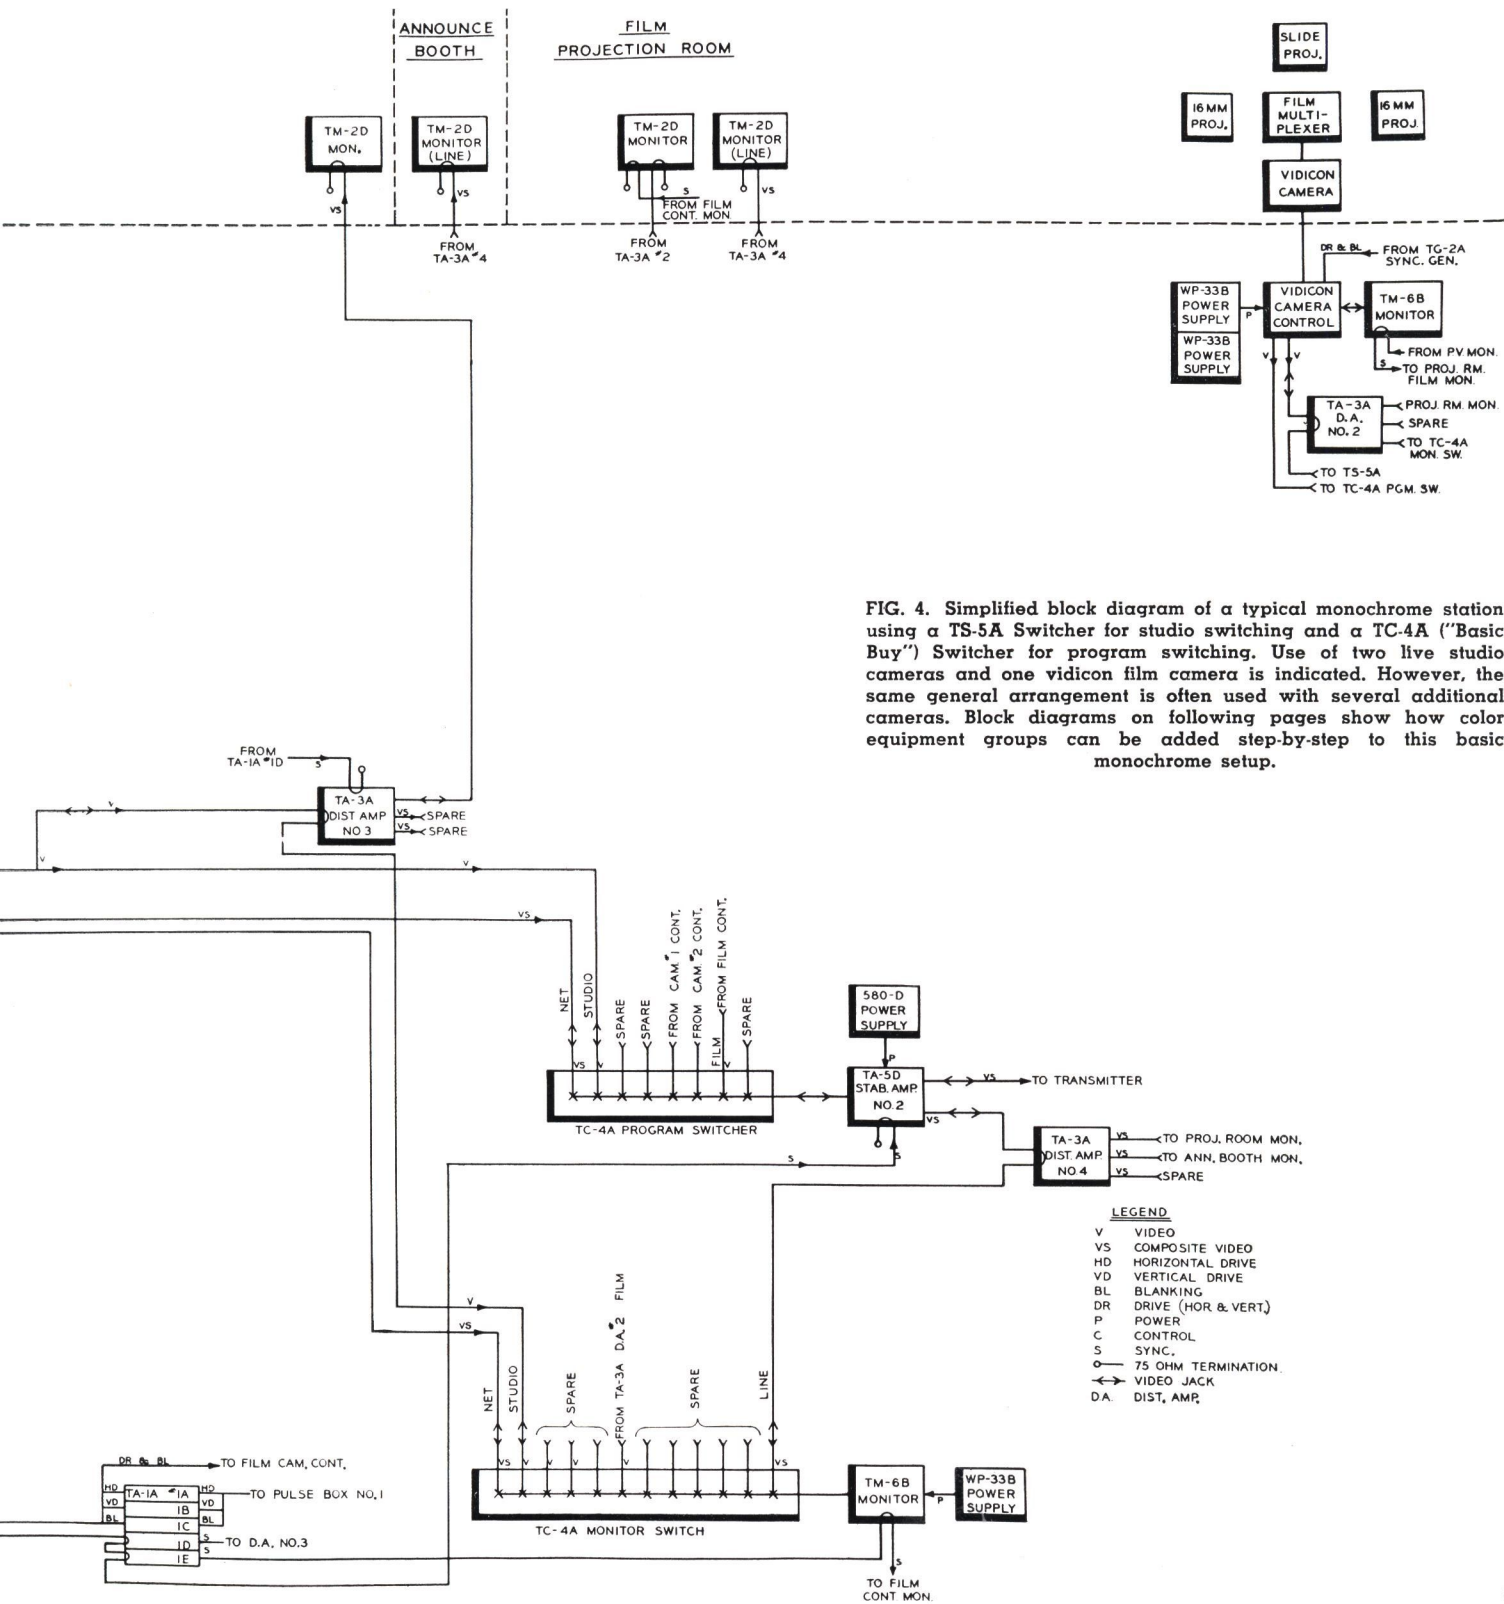 ANNOUNCE
BOOTH
FILM
PROJECTION ROOM
SLIDE
PROJ.
16 MM
PROJ.
FILM
MULTI-
PLEXER
16 MM
PROJ.
VIDICON
CAMERA
TM-2D
MON.
VS
TM-2D
MONITOR
(LINE)
VS
FROM
TA-3A #4
TM-2D
MONITOR
S
FROM FILM
CONT. MON.
FROM
TA-3A #2
TM-2D
MONITOR
(LINE)
VS
FROM
TA-3A #4
DR & BL
FROM TG-2A
SYNC. GEN.
WP-33B
POWER
SUPPLY
WP-33B
POWER
SUPPLY
P
VIDICON
CAMERA
CONTROL
TM-6B
MONITOR
V
V
S
FROM PV. MON.
TO PROJ. RM.
FILM MON.
TA-3A
D.A.
NO. 2
PROJ. RM. MON.
SPARE
TO TC-4A
MON. SW.
TO TS-5A
TO TC-4A PGM. SW.
FIG. 4. Simplified block diagram of a typical monochrome station
using a TS-5A Switcher for studio switching and a TC-4A ("Basic
Buy") Switcher for program switching. Use of two live studio
cameras and one vidicon film camera is indicated. However, the
same general arrangement is often used with several additional
cameras. Block diagrams on following pages show how color
equipment groups can be added step-by-step to this basic
monochrome setup.
FROM
TA-1A #1D
S
TA-3A
DIST AMP
NO 3
VS
SPARE
VS
SPARE
V
V
V
VS
NET
STUDIO
SPARE
SPARE
FROM CAM. #1 CONT.
FROM CAM. #2 CONT.
FILM
FROM FILM CONT.
SPARE
VS
V
V
TC-4A PROGRAM SWITCHER
580-D
POWER
SUPPLY
P
TA-5D
STAB. AMP.
NO. 2
VS
TO TRANSMITTER
VS
S
S
TA-3A
DIST. AMP.
NO 4
VS
TO PROJ. ROOM MON.
VS
TO ANN. BOOTH MON.
VS
SPARE
LEGEND
V VIDEO
VS COMPOSITE VIDEO
HD HORIZONTAL DRIVE
VD VERTICAL DRIVE
BL BLANKING
DR DRIVE (HOR & VERT.)
P POWER
C CONTROL
S SYNC.
75 OHM TERMINATION
VIDEO JACK
D.A. DIST. AMP.
V
VS
NET
STUDIO
SPARE
FROM TA-3A D.A. #2 FILM
SPARE
LINE
VS
V
V
V
VS
TC-4A MONITOR SWITCH
TM-6B
MONITOR
P
WP-33B
POWER
SUPPLY
S
TO FILM
CONT MON.
DR & BL
TO FILM CAM. CONT.
HD
VD
BL
TA-1A #1A
1B
1C
1D
1E
HD
VD
BL
S
S
TO PULSE BOX NO. 1
TO D.A. NO.3